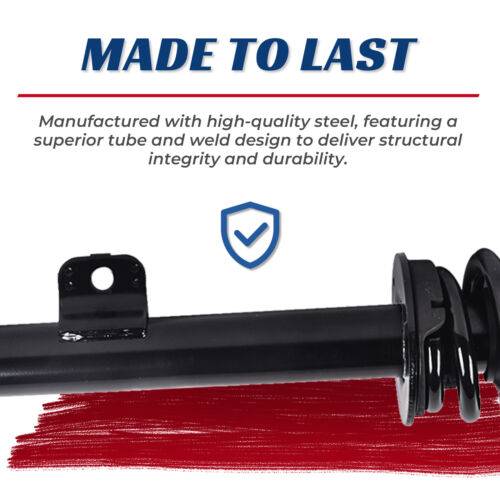 MADE TO LAST
Manufactured with high-quality steel, featuring a
superior tube and weld design to deliver structural
integrity and durability.